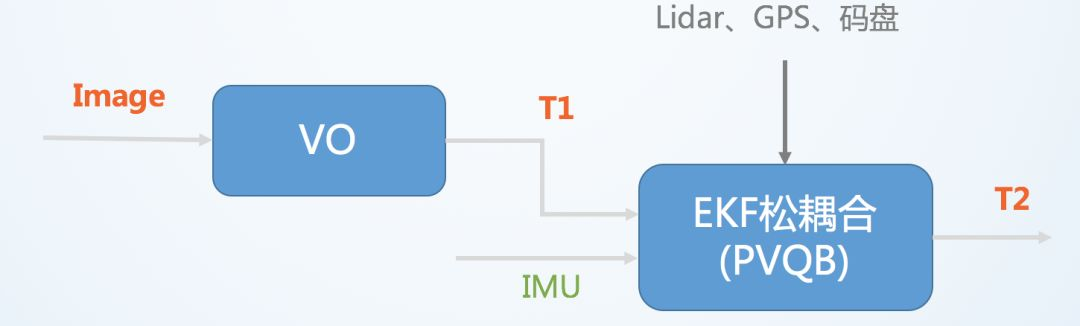 Lidar、GPS、码盘
Image
VO
T1
EKF松耦合
(PVQB)
T2
IMU